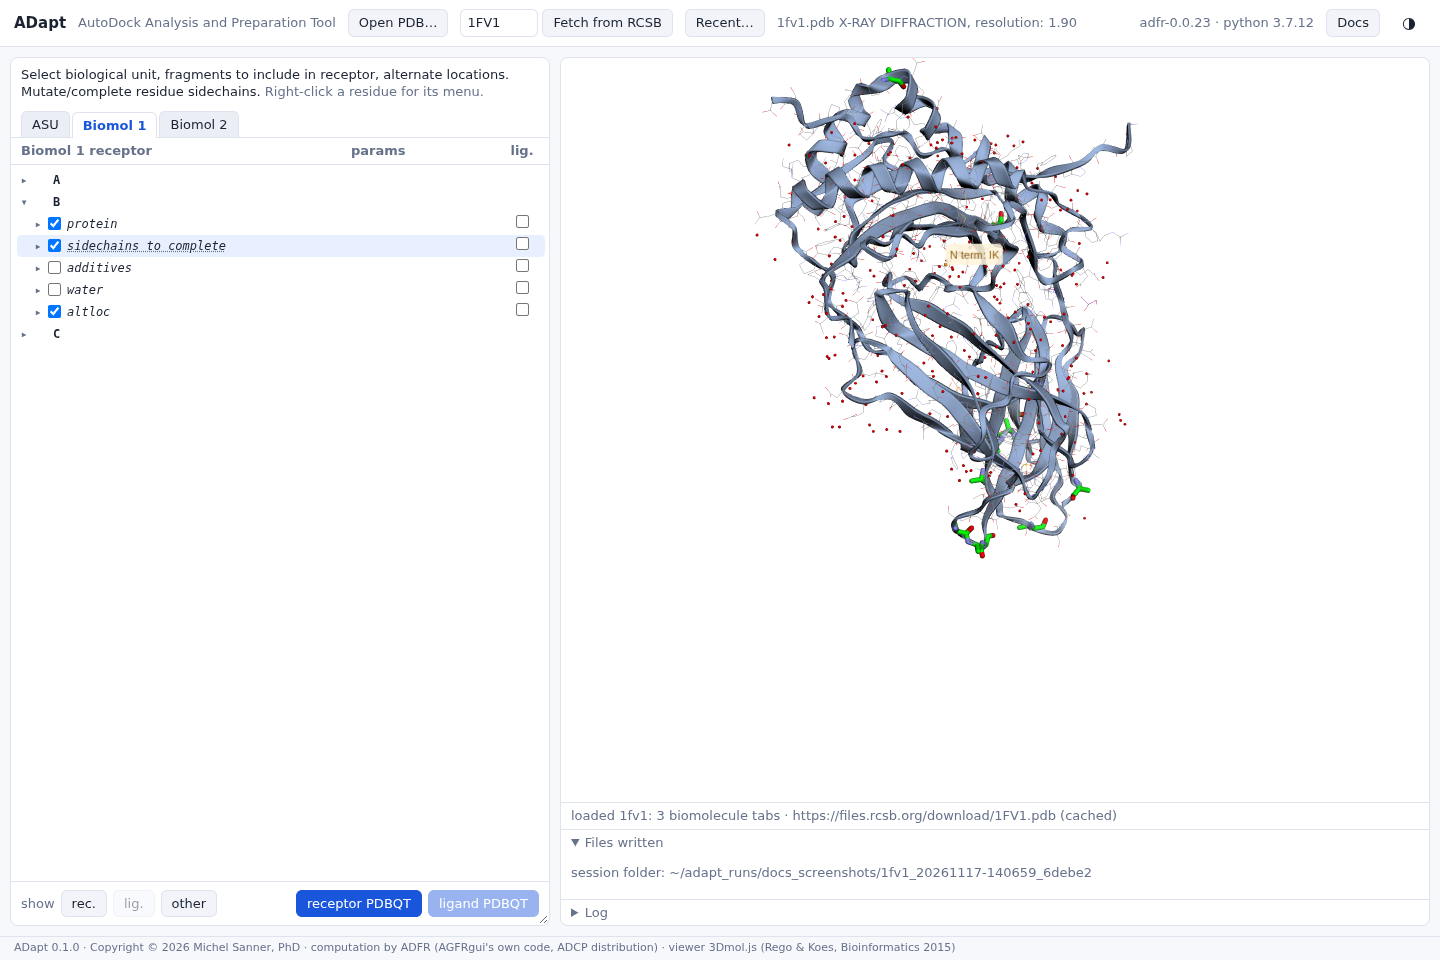 ADapt AutoDock Analysis and Preparation Tool Open PDB… 1FV1 Fetch from RCSB Recent… 1fv1.pdb X-RAY DIFFRACTION, resolution: 1.90 adfr-0.0.23 · python 3.7.12 Docs
Select biological unit, fragments to include in receptor, alternate locations.
Mutate/complete residue sidechains. Right-click a residue for its menu.
ASU Biomol 1 Biomol 2
Biomol 1 receptor params lig.
A
B
protein
sidechains to complete
additives
water
altloc
C
show rec. lig. other receptor PDBQT ligand PDBQT
N term: IK
loaded 1fv1: 3 biomolecule tabs · https://files.rcsb.org/download/1FV1.pdb (cached)
Files written
session folder: ~/adapt_runs/docs_screenshots/1fv1_20261117-140659_6debe2
Log
ADapt 0.1.0 · Copyright © 2026 Michel Sanner, PhD · computation by ADFR (AGFRgui's own code, ADCP distribution) · viewer 3Dmol.js (Rego & Koes, Bioinformatics 2015)